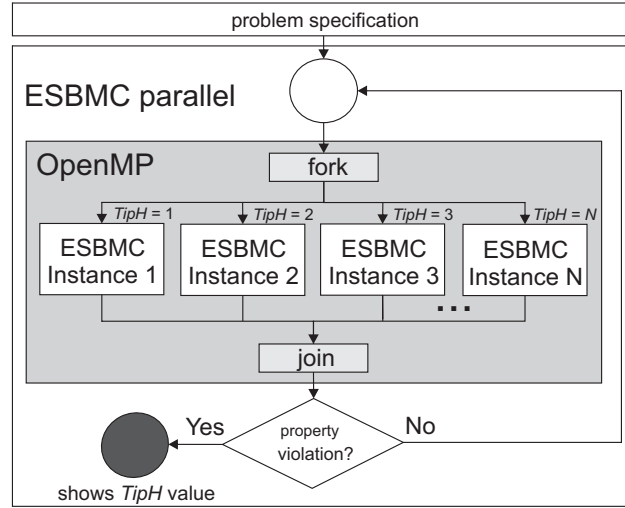 problem specification
ESBMC parallel
OpenMP
fork
TipH = 1
TipH = 2
TipH = 3
TipH = N
ESBMC
Instance 1
ESBMC
Instance 2
ESBMC
Instance 3
ESBMC
Instance N
...
join
Yes
property
violation?
No
shows TipH value